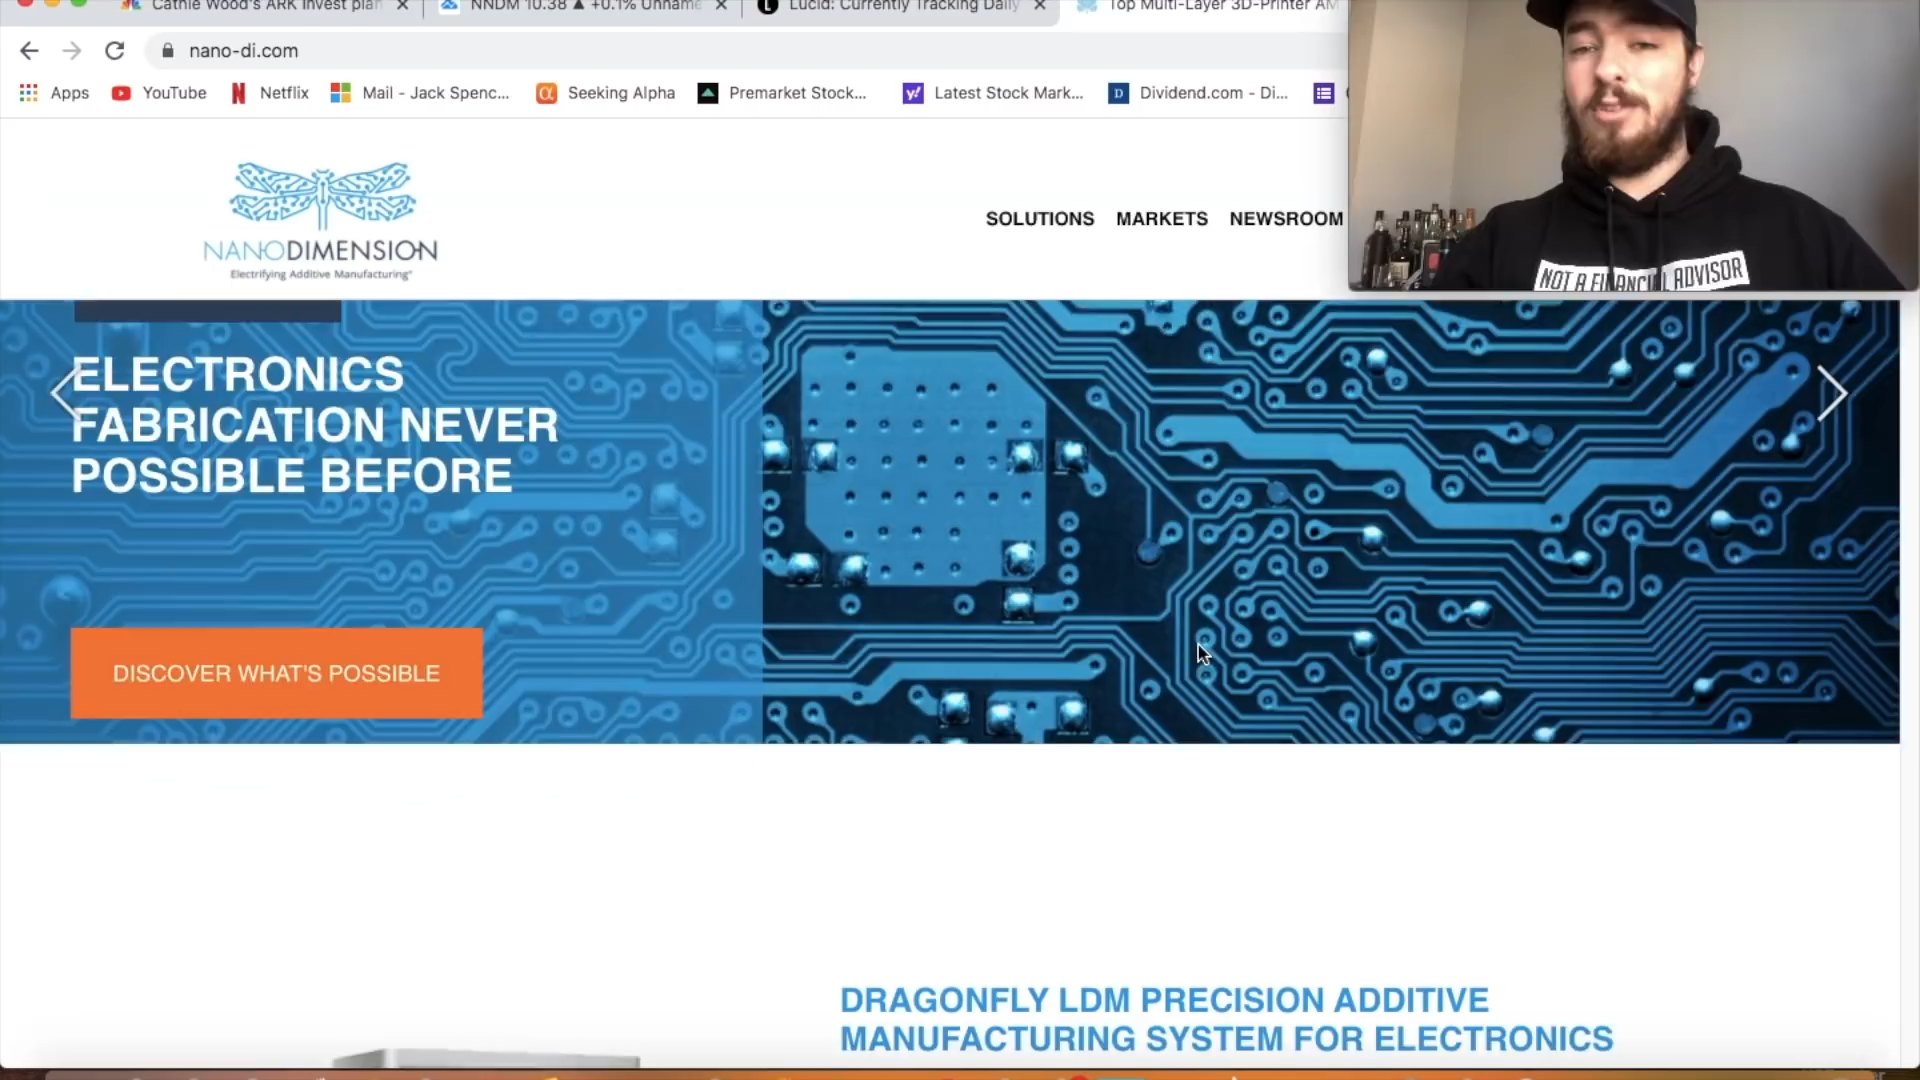 Cathie Wood's ARK Invest plan
NNDM 10.38 ▲ +0.1% Unname
Lucid: Currently Tracking Daily
Top Multi-Layer 3D-Printer AM
nano-di.com
Apps
YouTube
Netflix
Mail - Jack Spenc...
Seeking Alpha
Premarket Stock...
y!
Latest Stock Mark...
D
Dividend.com - Di...
NANODIMENSION
Electrifying Additive Manufacturing®
SOLUTIONS
MARKETS
NEWSROOM
NOT A FINANCIAL ADVISOR
ELECTRONICS
FABRICATION NEVER
POSSIBLE BEFORE
DISCOVER WHAT'S POSSIBLE
DRAGONFLY LDM PRECISION ADDITIVE
MANUFACTURING SYSTEM FOR ELECTRONICS